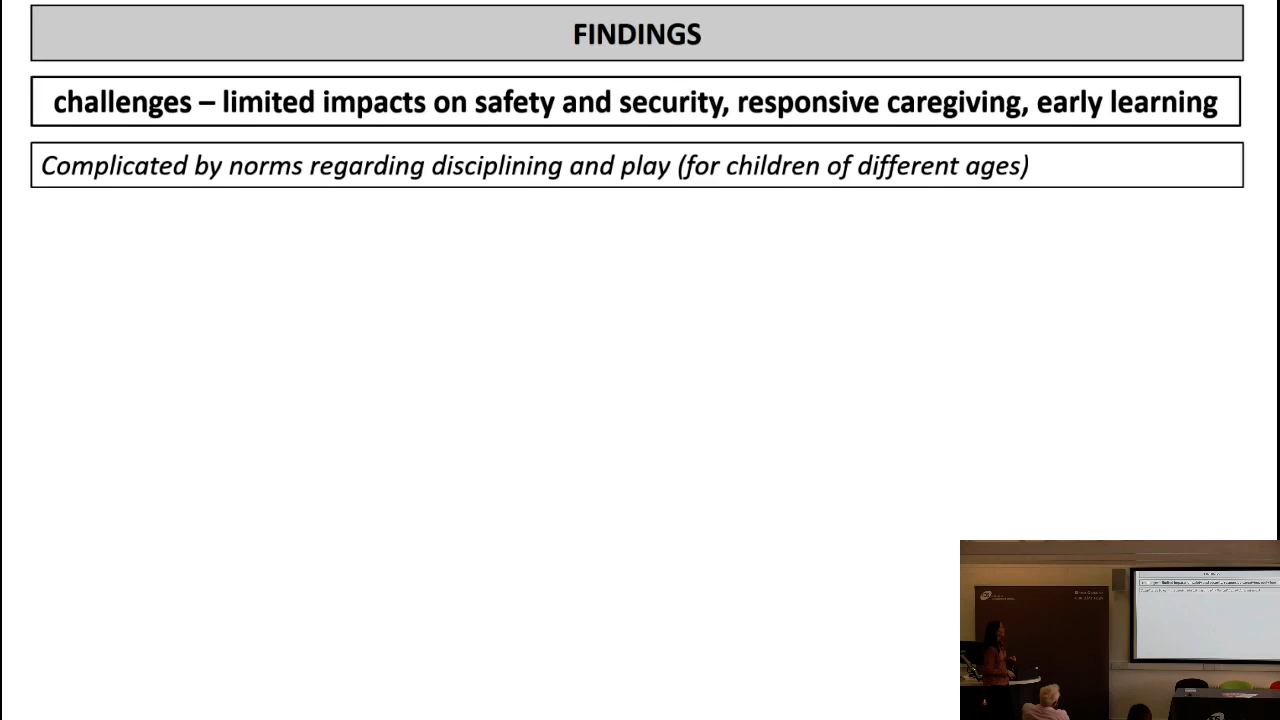 FINDINGS
challenges – limited impacts on safety and security, responsive caregiving, early learning
Complicated by norms regarding disciplining and play (for children of different ages)